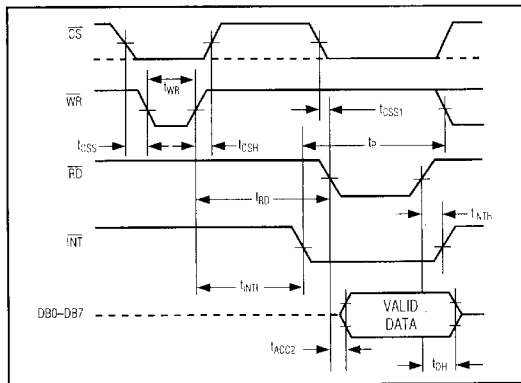 CS
tWR
WR
tCSS1
tCSS
tCSH
tP
RD
tRD
tINTh
INT
tINTl
DB0-DB7
VALID
DATA
tACC2
tDH